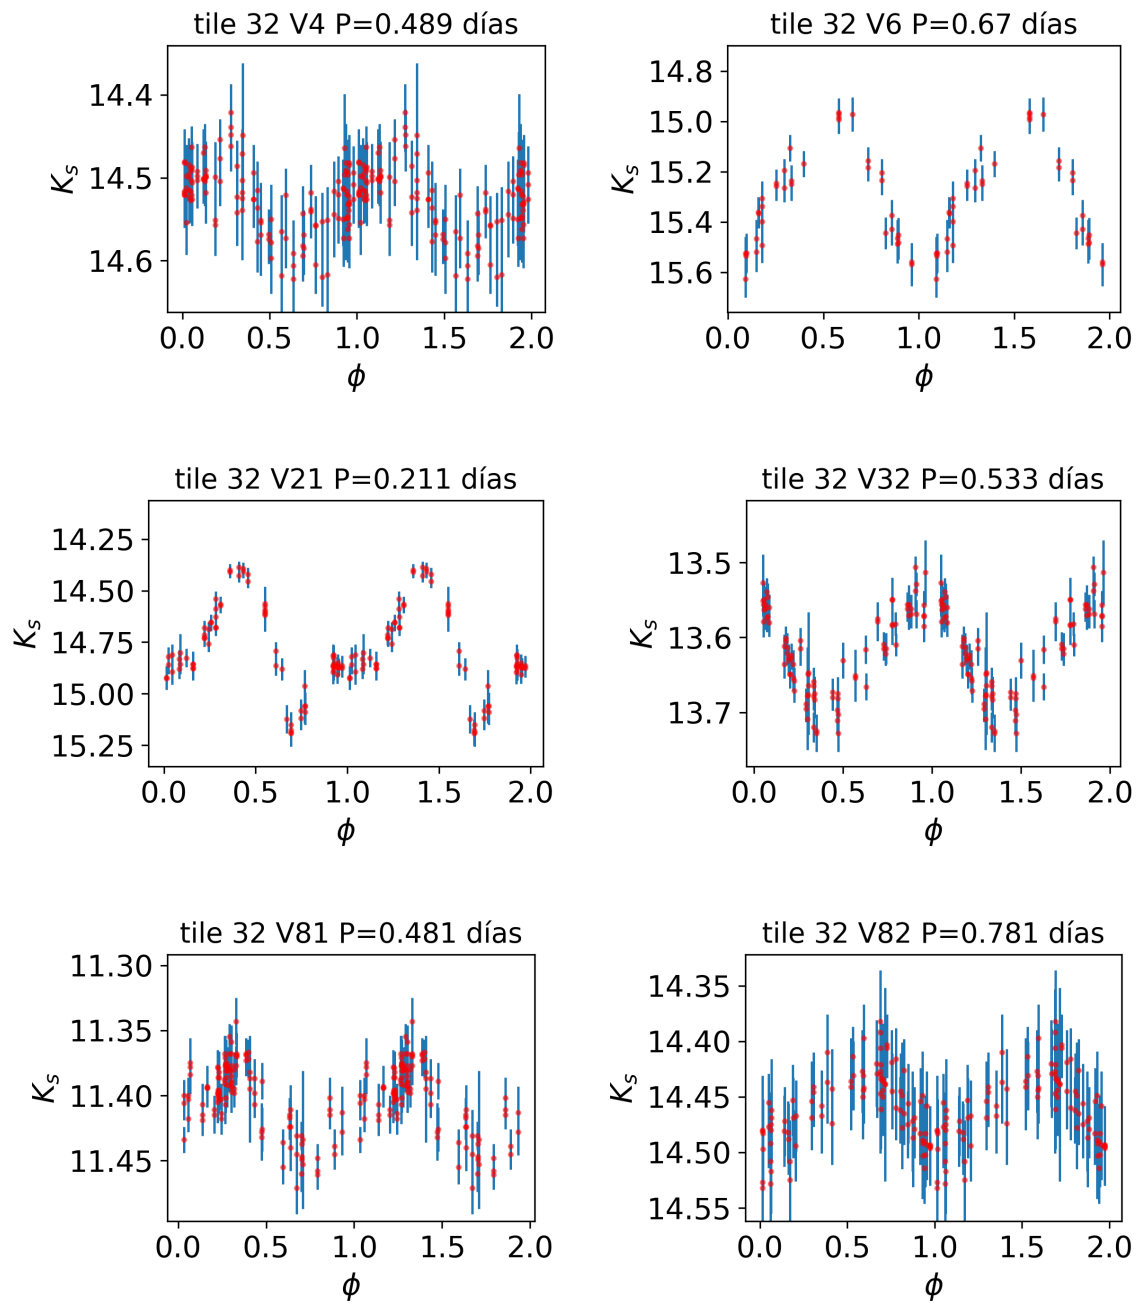 tile 32 V4 P=0.489 días
14.4
14.5
14.6
K_s
0.0 0.5 1.0 1.5 2.0
ϕ
tile 32 V6 P=0.67 días
14.8
15.0
15.2
15.4
15.6
K_s
0.0 0.5 1.0 1.5 2.0
ϕ
tile 32 V21 P=0.211 días
14.25
14.50
14.75
15.00
15.25
K_s
0.0 0.5 1.0 1.5 2.0
ϕ
tile 32 V32 P=0.533 días
13.5
13.6
13.7
K_s
0.0 0.5 1.0 1.5 2.0
ϕ
tile 32 V81 P=0.481 días
11.30
11.35
11.40
11.45
K_s
0.0 0.5 1.0 1.5 2.0
ϕ
tile 32 V82 P=0.781 días
14.35
14.40
14.45
14.50
14.55
K_s
0.0 0.5 1.0 1.5 2.0
ϕ